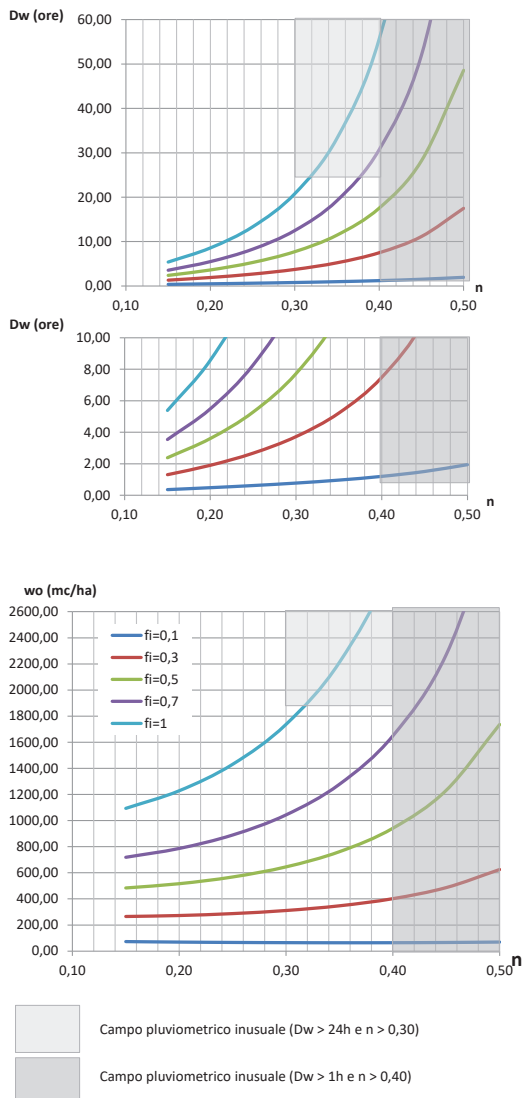 Dw (ore)
60,00
50,00
40,00
30,00
20,00
10,00
0,00
n
0,10 0,20 0,30 0,40 0,50
Dw (ore)
10,00
8,00
6,00
4,00
2,00
0,00
n
0,10 0,20 0,30 0,40 0,50
wo (mc/ha)
2600,00
2400,00
2200,00
2000,00
1800,00
1600,00
1400,00
1200,00
1000,00
800,00
600,00
400,00
200,00
0,00
fi=0,1
fi=0,3
fi=0,5
fi=0,7
fi=1
n
0,10 0,20 0,30 0,40 0,50
Campo pluviometrico inusuale (Dw > 24h e n > 0,30)
Campo pluviometrico inusuale (Dw > 1h e n > 0,40)